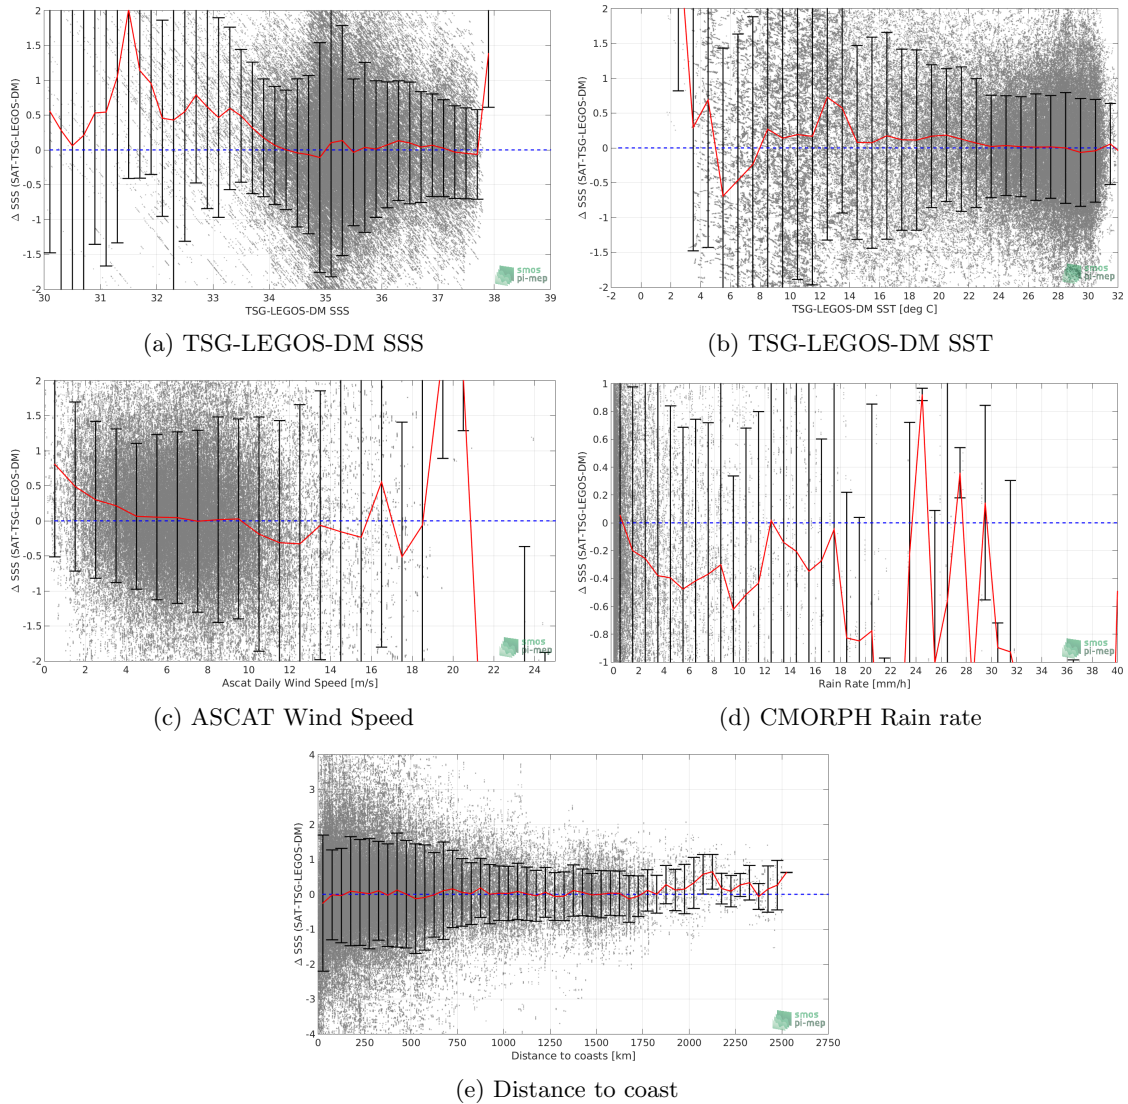 2
1.5
1
0.5
0
-0.5
-1
-1.5
-2
Δ SSS (SAT-TSG-LEGOS-DM)
30 31 32 33 34 35 36 37 38 39
TSG-LEGOS-DM SSS
smos
pi-mep
(a) TSG-LEGOS-DM SSS
2
1.5
1
0.5
0
-0.5
-1
-1.5
-2
Δ SSS (SAT-TSG-LEGOS-DM)
-2 0 2 4 6 8 10 12 14 16 18 20 22 24 26 28 30 32
TSG-LEGOS-DM SST [deg C]
smos
pi-mep
(b) TSG-LEGOS-DM SST
2
1.5
1
0.5
0
-0.5
-1
-1.5
-2
Δ SSS (SAT-TSG-LEGOS-DM)
0 2 4 6 8 10 12 14 16 18 20 22 24
Ascat Daily Wind Speed [m/s]
smos
pi-mep
(c) ASCAT Wind Speed
1
0.8
0.6
0.4
0.2
0
-0.2
-0.4
-0.6
-0.8
-1
Δ SSS (SAT-TSG-LEGOS-DM)
0 2 4 6 8 10 12 14 16 18 20 22 24 26 28 30 32 34 36 38 40
Rain Rate [mm/h]
smos
pi-mep
(d) CMORPH Rain rate
4
3
2
1
0
-1
-2
-3
-4
Δ SSS (SAT-TSG-LEGOS-DM)
0 250 500 750 1000 1250 1500 1750 2000 2250 2500 2750
Distance to coasts [km]
smos
pi-mep
(e) Distance to coast